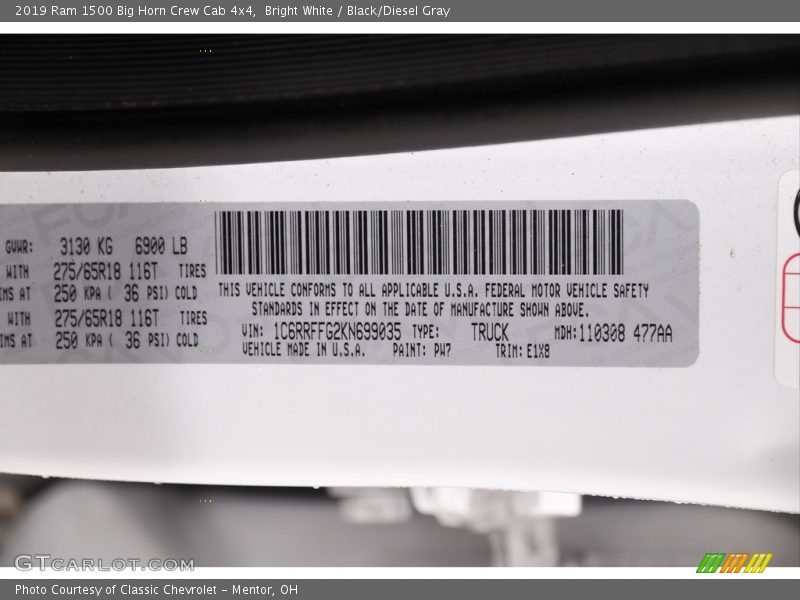 2019 Ram 1500 Big Horn Crew Cab 4x4, Bright White / Black/Diesel Gray
GVWR: 3130 KG 6900 LB
WITH 275/65R18 116T TIRES
IMS AT 250 KPA ( 36 PSI) COLD
WITH 275/65R18 116T TIRES
IMS AT 250 KPA ( 36 PSI) COLD
THIS VEHICLE CONFORMS TO ALL APPLICABLE U.S.A. FEDERAL MOTOR VEHICLE SAFETY
STANDARDS IN EFFECT ON THE DATE OF MANUFACTURE SHOWN ABOVE.
VIN: 1C6RRFFG2KN699035 TYPE: TRUCK MDH:110308 477AA
VEHICLE MADE IN U.S.A. PAINT: PW7 TRIM:E1X8
GTCARLOT.COM
Photo Courtesy of Classic Chevrolet - Mentor, OH